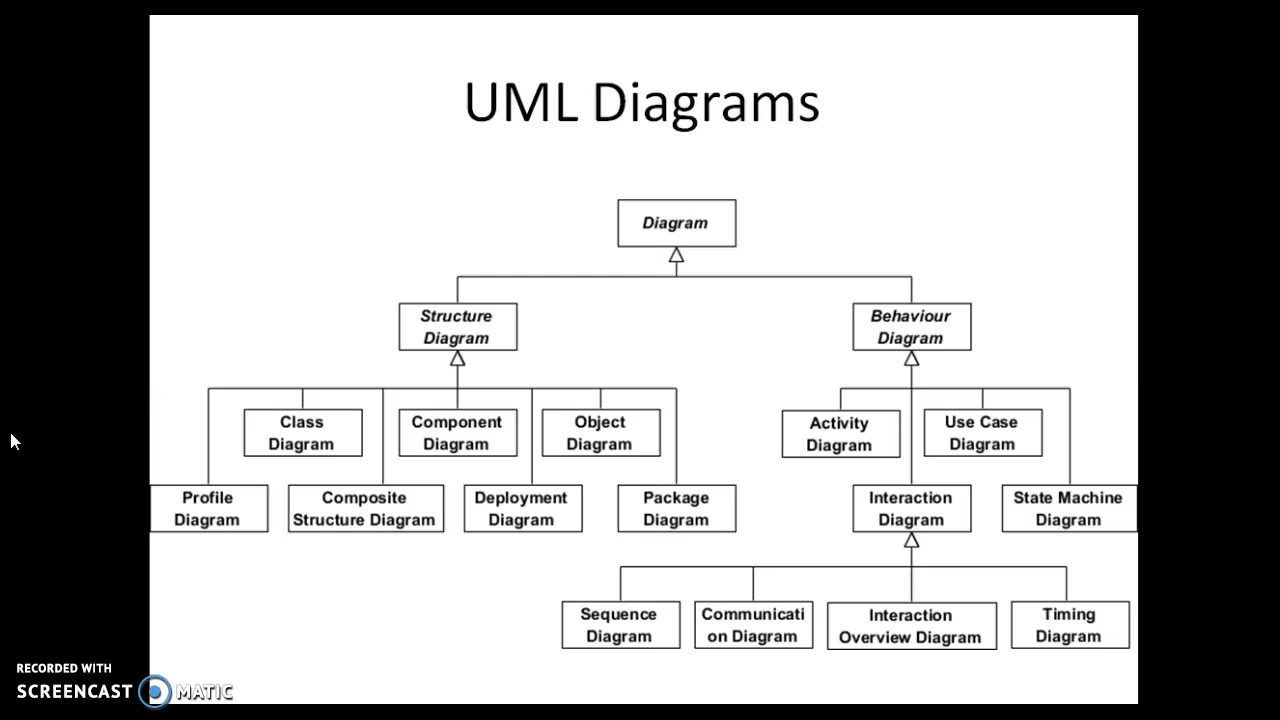 UML Diagrams
Diagram
Structure
Diagram
Behaviour
Diagram
Class
Diagram
Component
Diagram
Object
Diagram
Activity
Diagram
Use Case
Diagram
Profile
Diagram
Composite
Structure Diagram
Deployment
Diagram
Package
Diagram
Interaction
Diagram
State Machine
Diagram
Sequence
Diagram
Communicati
on Diagram
Interaction
Overview Diagram
Timing
Diagram
RECORDED WITH
SCREENCAST MATIC